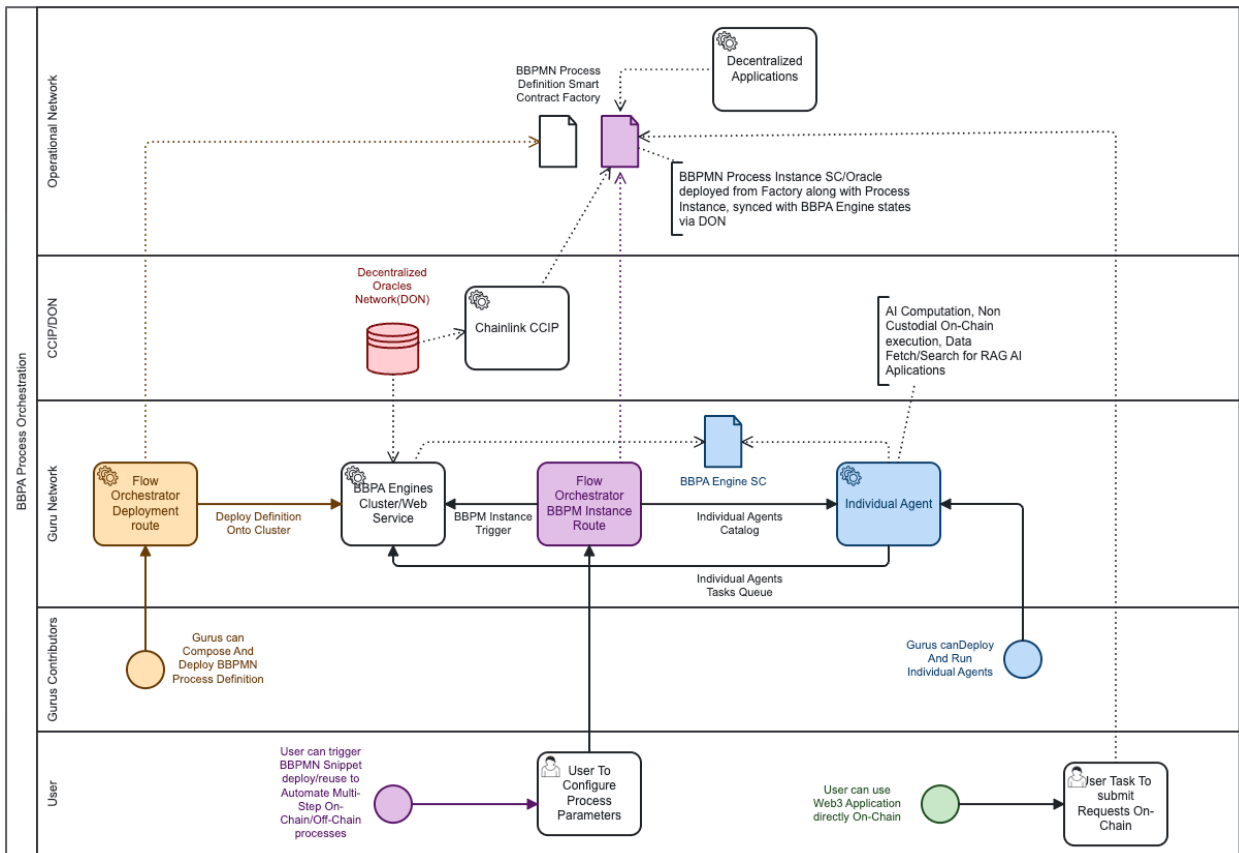 BBPA Process Orchestration
Operational Network
BBPMN Process
Definition Smart
Contract Factory
Decentralized
Applications
BBPMN Process Instance SC/Oracle
deployed from Factory along with Process
Instance, synced with BBPA Engine states
via DON
CCIP/DON
Decentralized
Oracles
Network(DON)
Chainlink CCIP
AI Computation, Non
Custodial On-Chain
execution, Data
Fetch/Search for RAG AI
Aplications
Guru Network
Flow
Orchestrator
Deployment
route
Deploy Definition
Onto Cluster
BBPA Engines
Cluster/Web
Service
BBPM Instance
Trigger
Flow
Orchestrator
BBPM Instance
Route
BBPA Engine SC
Individual Agents
Catalog
Individual Agent
Individual Agents
Tasks Queue
Gurus Contributors
Gurus can
Compose And
Deploy BBPMN
Process Definition
Gurus canDeploy
And Run
Individual Agents
User
User can trigger
BBPMN Snippet
deploy/reuse to
Automate Multi-
Step On-
Chain/Off-Chain
processes
User To
Configure
Process
Parameters
User can use
Web3 Application
directly On-Chain
User Task To
submit
Requests On-
Chain